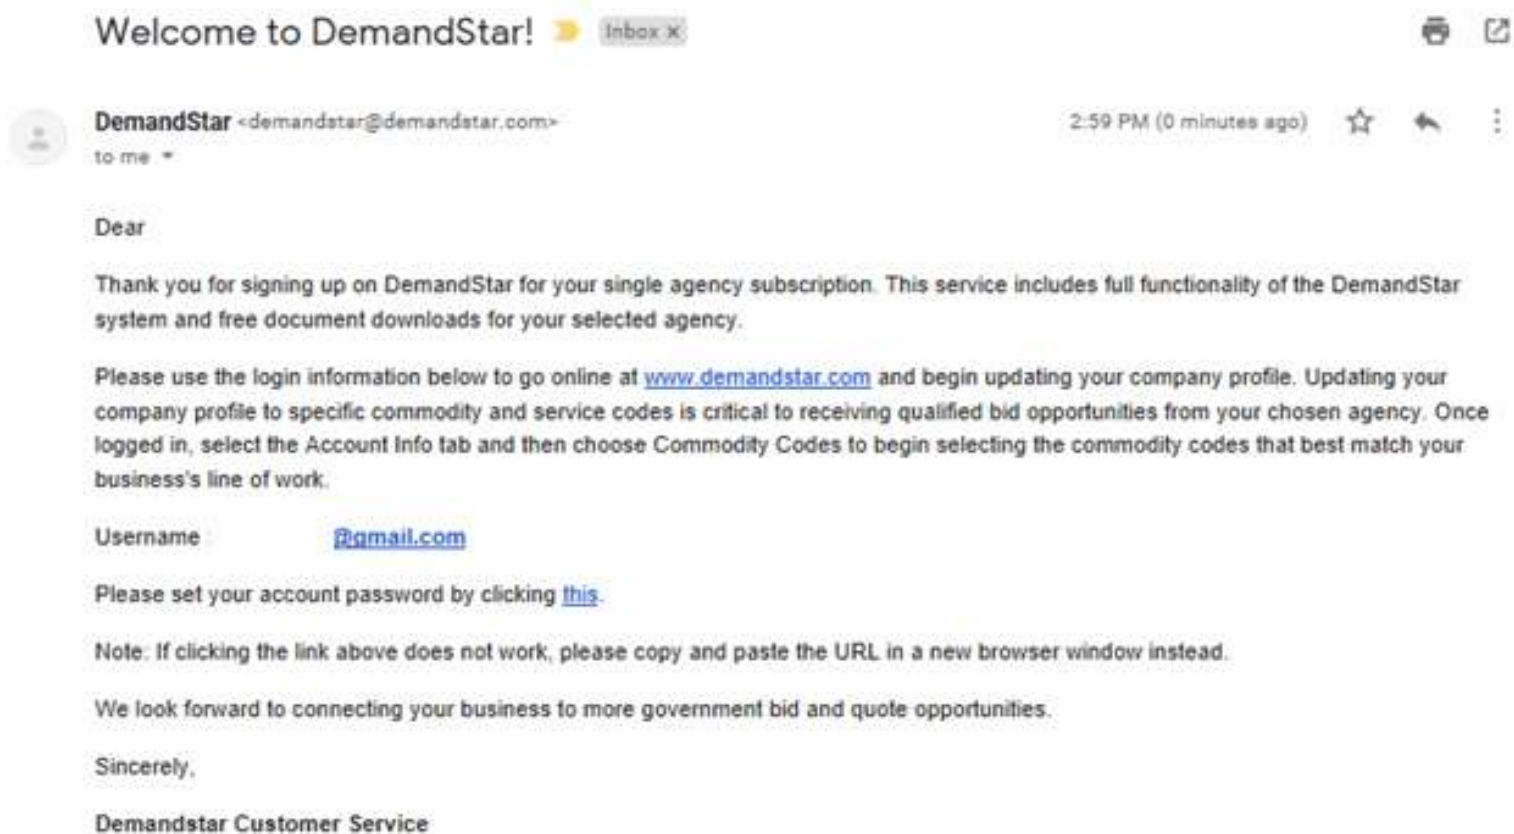 Welcome to DemandStar! Inbox x
DemandStar <demandstar@demandstar.com> 2:59 PM (0 minutes ago)
to me
Dear
Thank you for signing up on DemandStar for your single agency subscription. This service includes full functionality of the DemandStar
system and free document downloads for your selected agency.
Please use the login information below to go online at www.demandstar.com and begin updating your company profile. Updating your
company profile to specific commodity and service codes is critical to receiving qualified bid opportunities from your chosen agency. Once
logged in, select the Account Info tab and then choose Commodity Codes to begin selecting the commodity codes that best match your
business's line of work.
Username : @gmail.com
Please set your account password by clicking this.
Note: If clicking the link above does not work, please copy and paste the URL in a new browser window instead.
We look forward to connecting your business to more government bid and quote opportunities.
Sincerely,
Demandstar Customer Service